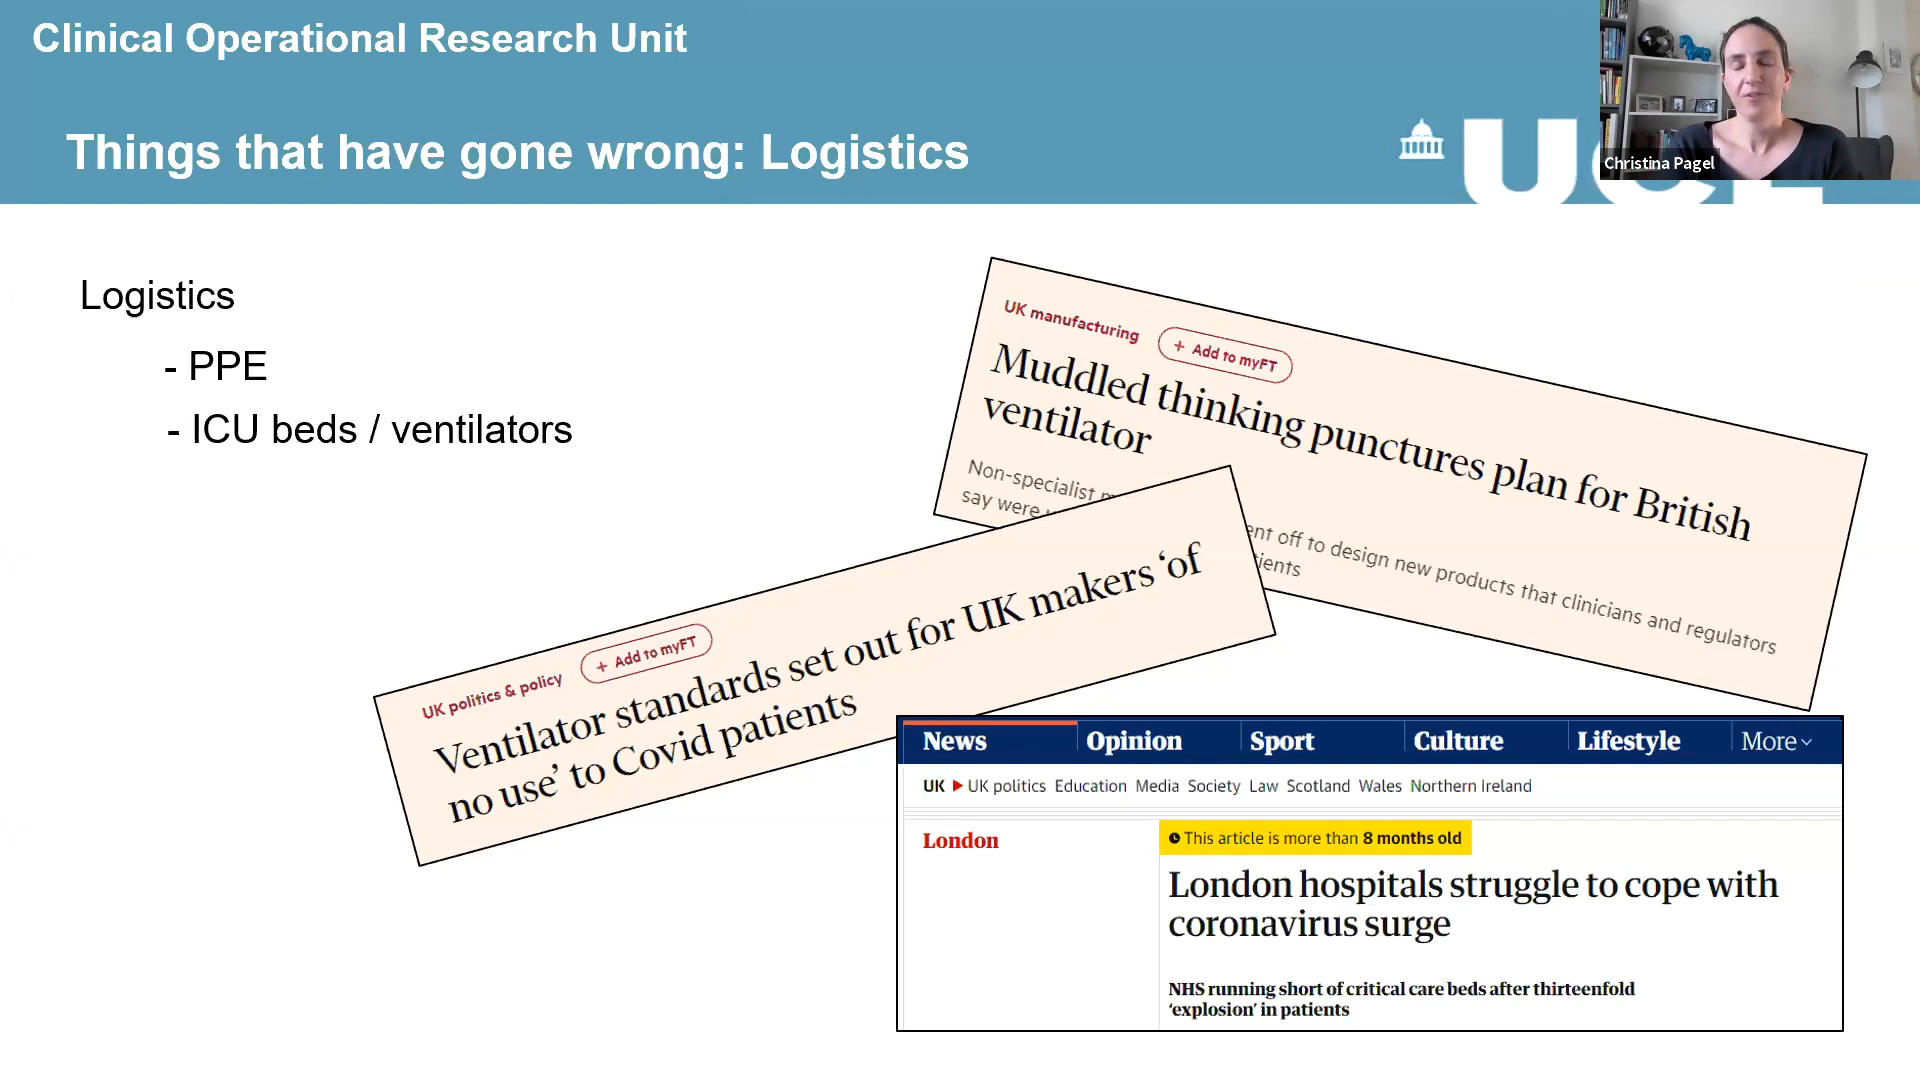 Clinical Operational Research Unit
Things that have gone wrong: Logistics
Christina Pagel
Logistics
- PPE
- ICU beds / ventilators
UK manufacturing
+ Add to myFT
Muddled thinking punctures plan for British
ventilator
Non-specialist
ent off to design new products that clinicians and regulators
say were
ients
UK politics & policy
+ Add to myFT
Ventilator standards set out for UK makers ‘of
no use’ to Covid patients
News Opinion Sport Culture Lifestyle More
UK UK politics Education Media Society Law Scotland Wales Northern Ireland
London
This article is more than 8 months old
London hospitals struggle to cope with
coronavirus surge
NHS running short of critical care beds after thirteenfold
‘explosion’ in patients